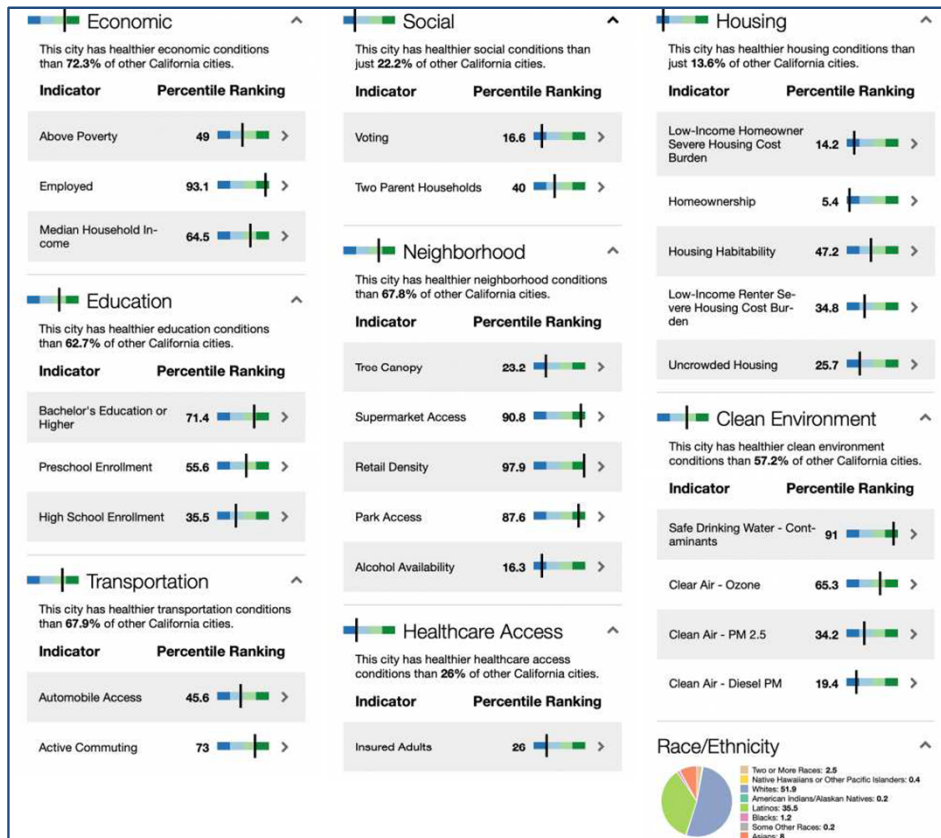 Economic
This city has healthier economic conditions
than 72.3% of other California cities.
Indicator Percentile Ranking
Above Poverty 49
Employed 93.1
Median Household In-
come 64.5
Education
This city has healthier education conditions
than 62.7% of other California cities.
Indicator Percentile Ranking
Bachelor's Education or
Higher 71.4
Preschool Enrollment 55.6
High School Enrollment 35.5
Transportation
This city has healthier transportation conditions
than 67.9% of other California cities.
Indicator Percentile Ranking
Automobile Access 45.6
Active Commuting 73
Social
This city has healthier social conditions than
just 22.2% of other California cities.
Indicator Percentile Ranking
Voting 16.6
Two Parent Households 40
Neighborhood
This city has healthier neighborhood conditions
than 67.8% of other California cities.
Indicator Percentile Ranking
Tree Canopy 23.2
Supermarket Access 90.8
Retail Density 97.9
Park Access 87.6
Alcohol Availability 16.3
Healthcare Access
This city has healthier healthcare access
conditions than 26% of other California cities.
Indicator Percentile Ranking
Insured Adults 26
Housing
This city has healthier housing conditions than
just 13.6% of other California cities.
Indicator Percentile Ranking
Low-Income Homeowner
Severe Housing Cost 14.2
Burden
Homeownership 5.4
Housing Habitability 47.2
Low-Income Renter Se-
vere Housing Cost Bur- 34.8
den
Uncrowded Housing 25.7
Clean Environment
This city has healthier clean environment
conditions than 57.2% of other California cities.
Indicator Percentile Ranking
Safe Drinking Water - Cont-
aminants 91
Clear Air - Ozone 65.3
Clean Air - PM 2.5 34.2
Clean Air - Diesel PM 19.4
Race/Ethnicity
Two or More Races: 2.5
Native Hawaiians or Other Pacific Islanders: 0.4
Whites: 51.9
American Indians/Alaskan Natives: 0.2
Latinos: 35.5
Blacks: 1.2
Some Other Races: 0.2
Asians: 8